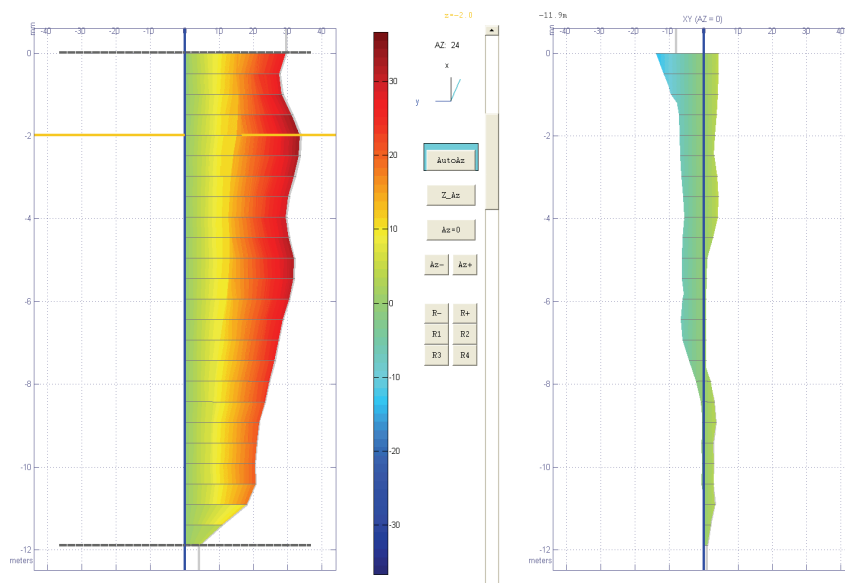 z=-2.0
-11.9m
XY (AZ = 0)
-40 -30 -20 -10 0 10 20 30 40
-40 -30 -20 -10 0 10 20 30 40
AZ: 24
x
y
0
-2
-4
-6
-8
-10
-12
meters
30
20
10
0
-10
-20
-30
AutoAz
Z_Az
Az=0
Az- Az+
R- R+
R1 R2
R3 R4
0
-2
-4
-6
-8
-10
-12
meters